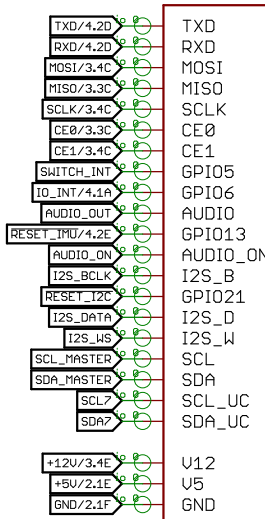 TXD/4.2D TXD
RXD/4.2D RXD
MOSI/3.4C MOSI
MISO/3.3C MISO
SCLK/3.4C SCLK
CE0/3.3C CE0
CE1/3.4C CE1
SWITCH_INT GPIO5
IO_INT/4.1A GPIO6
AUDIO_OUT AUDIO
RESET_IMU/4.2E GPIO13
AUDIO_ON AUDIO_ON
I2S_BCLK I2S_B
RESET_I2C GPIO21
I2S_DATA I2S_D
I2S_WS I2S_W
SCL_MASTER SCL
SDA_MASTER SDA
SCL7 SCL_UC
SDA7 SDA_UC
+12V/3.4E V12
+5V/2.1E V5
GND/2.1F GND